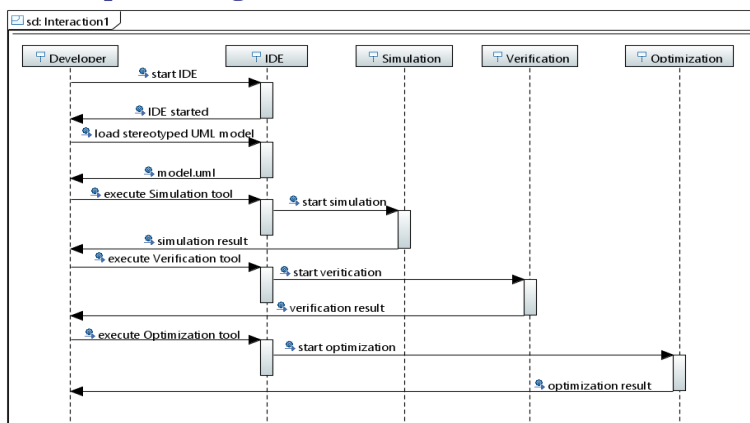 sd: Interaction1
Developer
IDE
Simulation
Verification
Optimization
start IDE
IDE started
load stereotyped UML model
model.uml
execute Simulation tool
start simulation
simulation result
execute Verification tool
start verification
verification result
execute Optimization tool
start optimization
optimization result